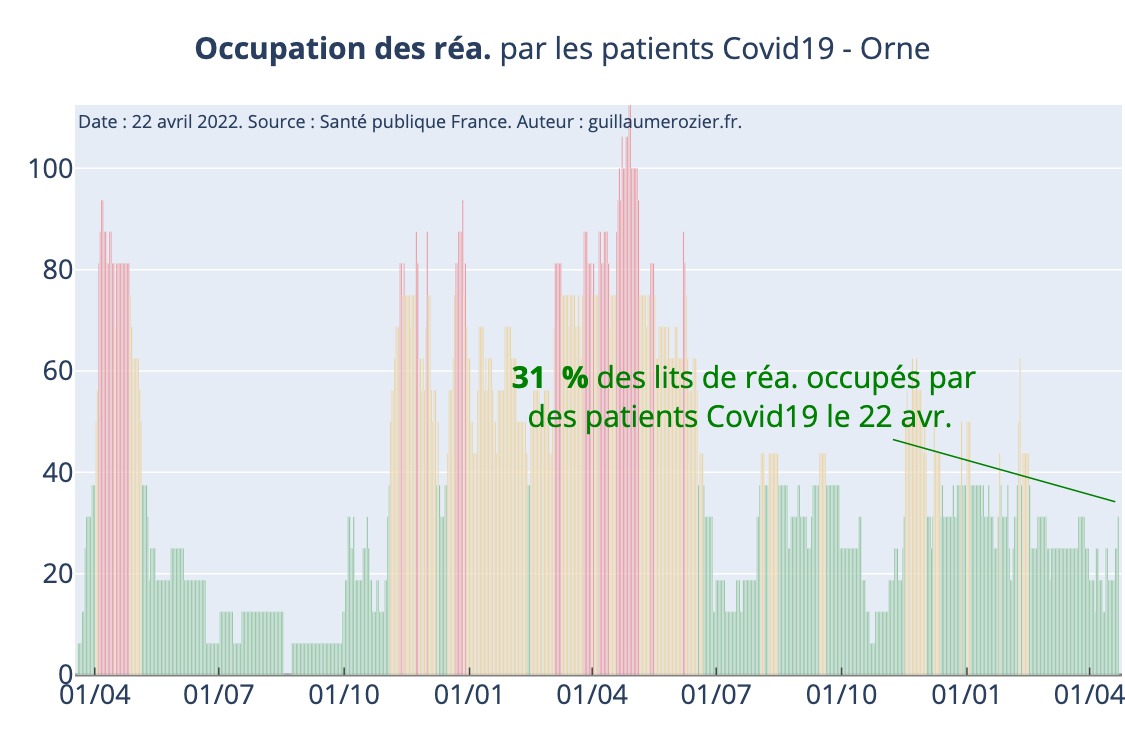 Occupation des réa. par les patients Covid19 - Orne
Date : 22 avril 2022. Source : Santé publique France. Auteur : guillaumerozier.fr.
100
80
60
40
20
0
31 % des lits de réa. occupés par
des patients Covid19 le 22 avr.
01/04 01/07 01/10 01/01 01/04 01/07 01/10 01/01 01/04